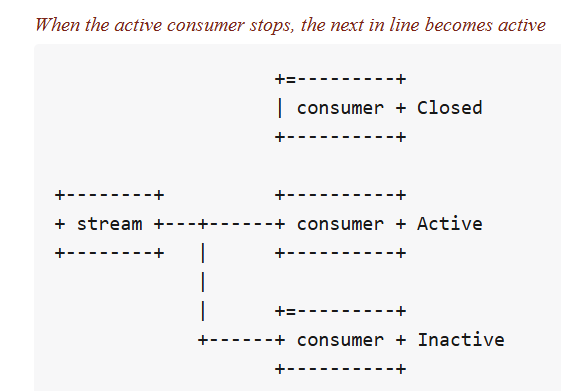 When the active consumer stops, the next in line becomes active
                    +=---------+
                    | consumer + Closed
                    +----------+

+--------+          +----------+
+ stream +---+------+ consumer + Active
+--------+   |      +----------+
             |
             |      +=---------+
             +------+ consumer + Inactive
                    +----------+